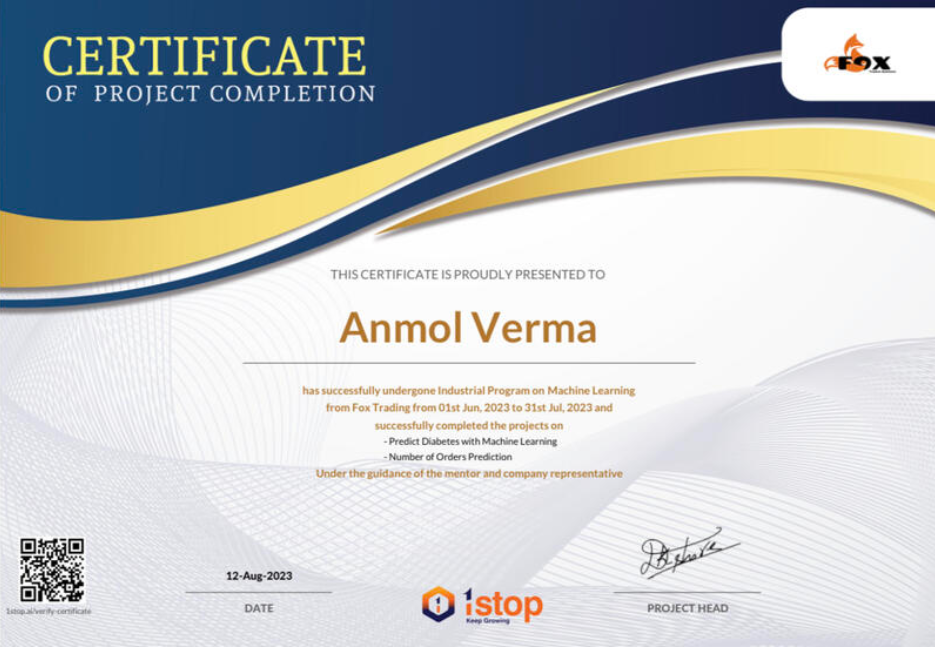 CERTIFICATE
OF PROJECT COMPLETION
FOX
THIS CERTIFICATE IS PROUDLY PRESENTED TO
Anmol Verma
has successfully undergone Industrial Program on Machine Learning
from Fox Trading from 01st Jun, 2023 to 31st Jul, 2023 and
successfully completed the projects on
- Predict Diabetes with Machine Learning
- Number of Orders Prediction
Under the guidance of the mentor and company representative
12-Aug-2023
DATE
1stop.ai/verify-certificate
1stop
Keep Growing
PROJECT HEAD